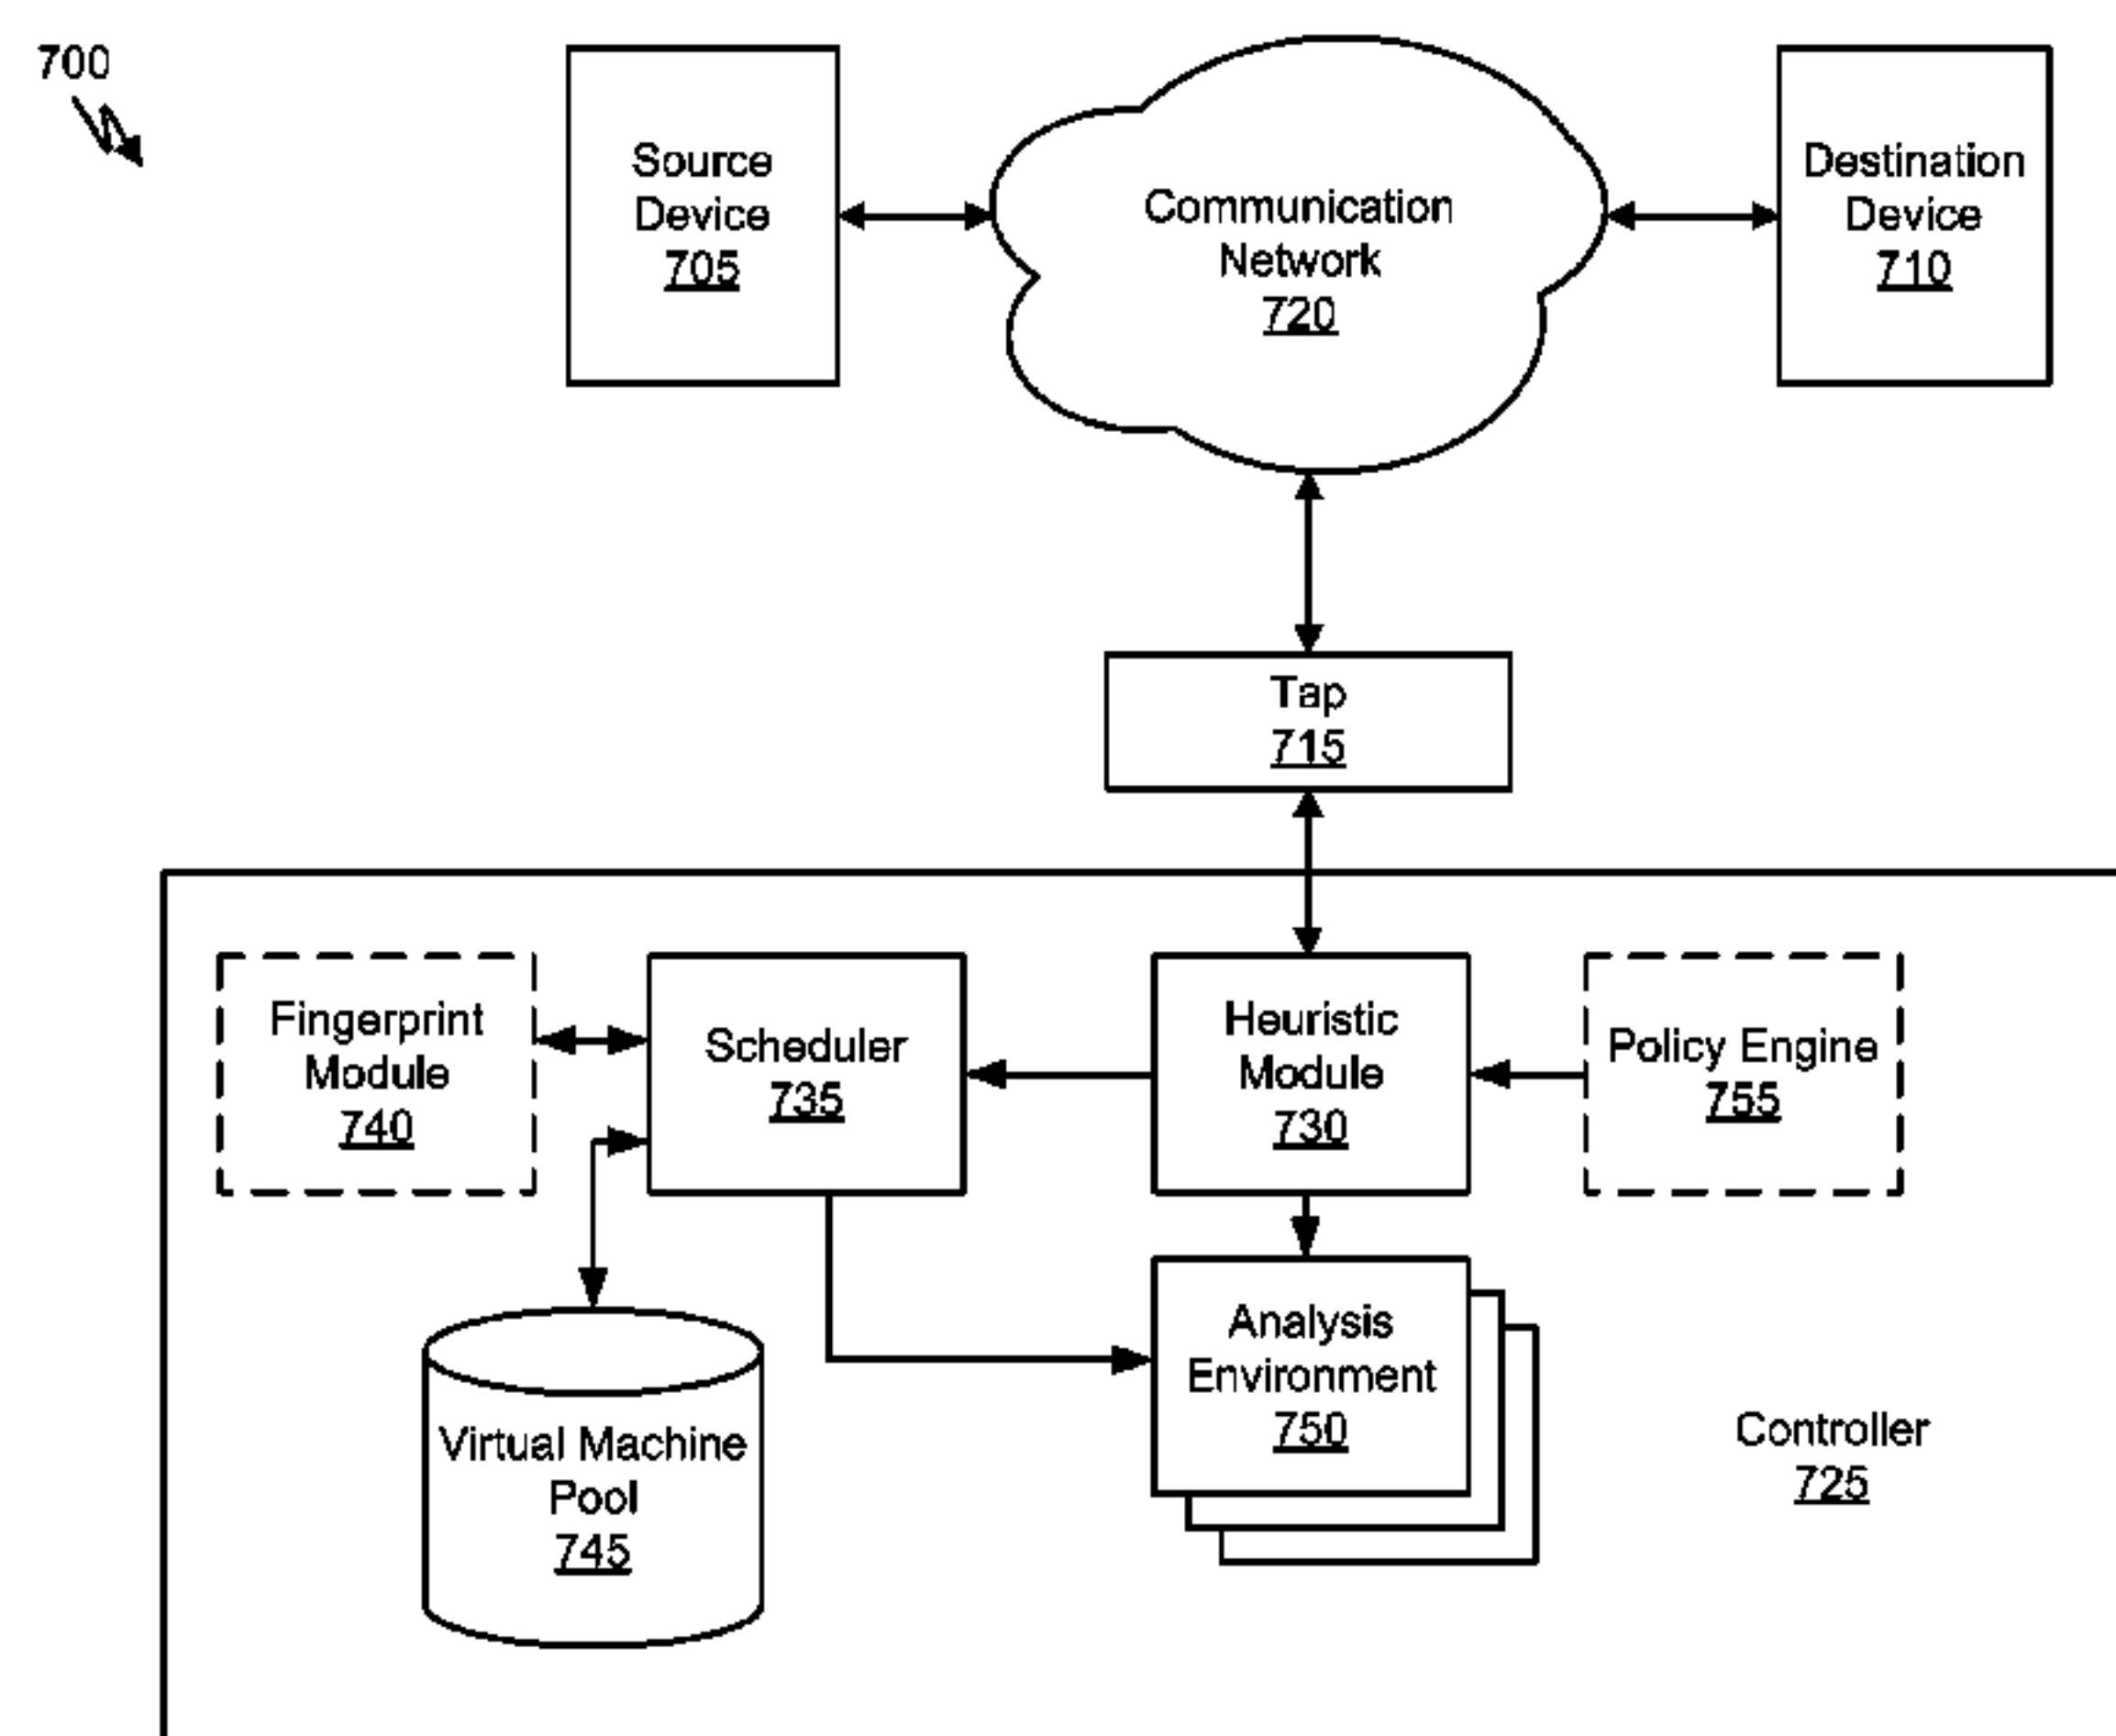 700
Source
Device
705
Communication
Network
720
Destination
Device
710
Tap
715
Fingerprint
Module
740
Scheduler
735
Heuristic
Module
730
Policy Engine
755
Virtual Machine
Pool
745
Analysis
Environment
750
Controller
725